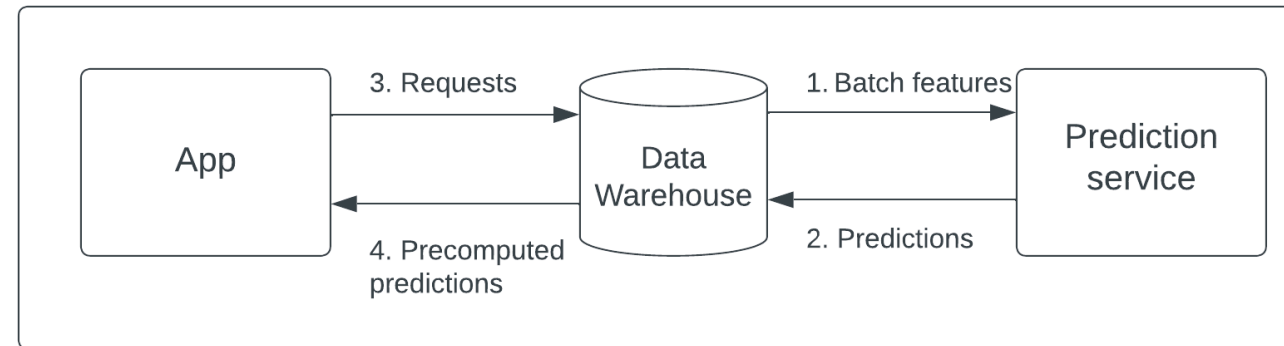 App
3. Requests
4. Precomputed
predictions
Data
Warehouse
1. Batch features
2. Predictions
Prediction
service